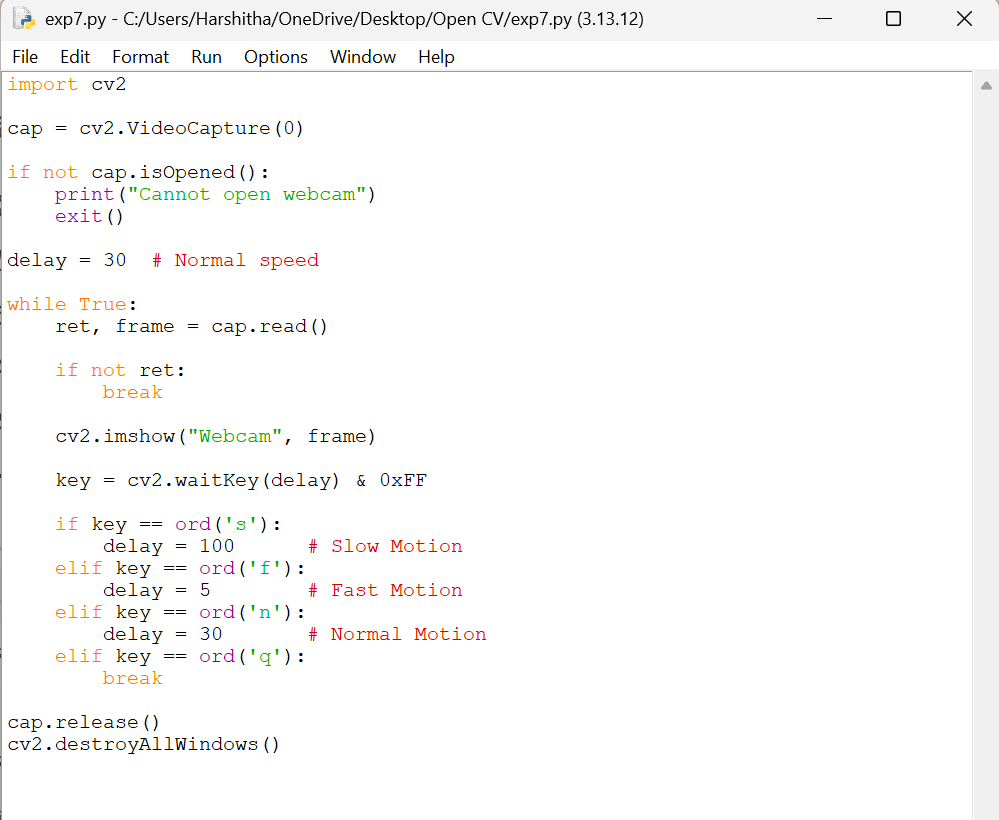 exp7.py - C:/Users/Harshitha/OneDrive/Desktop/Open CV/exp7.py (3.13.12)
File Edit Format Run Options Window Help
import cv2

cap = cv2.VideoCapture(0)

if not cap.isOpened():
    print("Cannot open webcam")
    exit()

delay = 30  # Normal speed

while True:
    ret, frame = cap.read()

    if not ret:
        break

    cv2.imshow("Webcam", frame)

    key = cv2.waitKey(delay) & 0xFF

    if key == ord('s'):
        delay = 100      # Slow Motion
    elif key == ord('f'):
        delay = 5        # Fast Motion
    elif key == ord('n'):
        delay = 30       # Normal Motion
    elif key == ord('q'):
        break

cap.release()
cv2.destroyAllWindows()